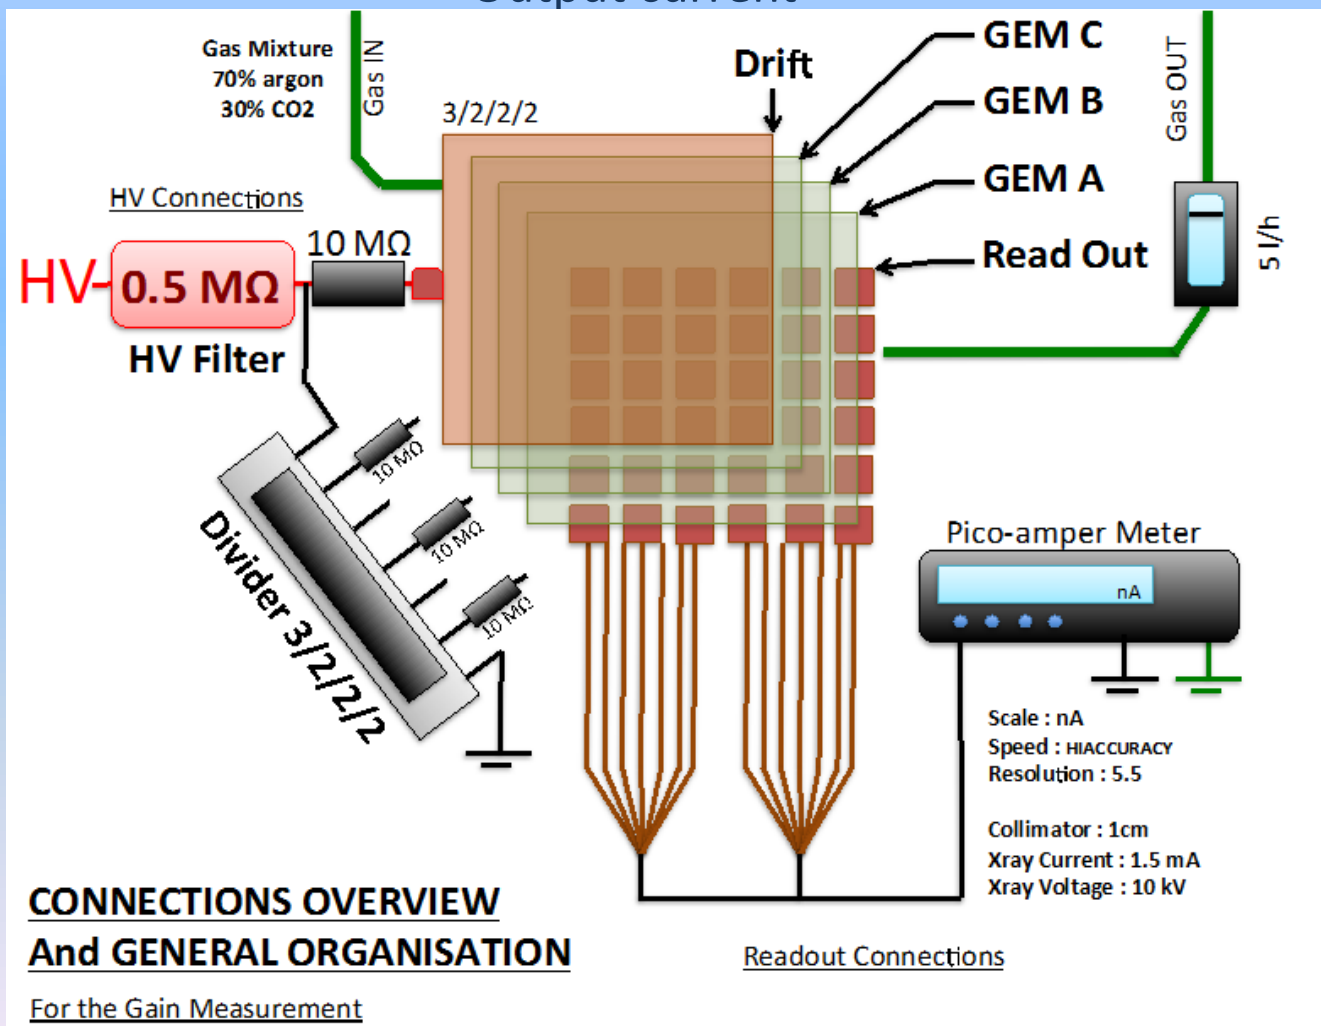 Output current
Gas Mixture
70% argon
30% CO2
Gas IN
3/2/2/2
Drift
GEM C
GEM B
GEM A
Read Out
Gas OUT
5 l/h
HV Connections
10 MΩ
HV
0.5 MΩ
HV Filter
10 MΩ
10 MΩ
10 MΩ
Divider 3/2/2/2
Pico-amper Meter
nA
Scale : nA
Speed : HIACCURACY
Resolution : 5.5
Collimator : 1cm
Xray Current : 1.5 mA
Xray Voltage : 10 kV
CONNECTIONS OVERVIEW
And GENERAL ORGANISATION
For the Gain Measurement
Readout Connections